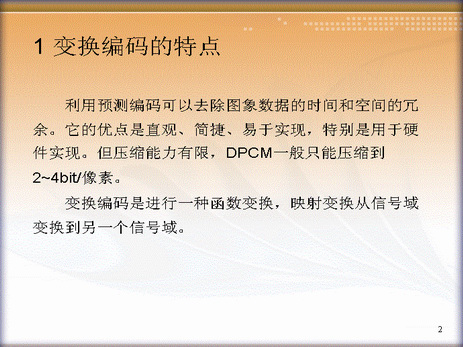 1 变换编码的特点
利用预测编码可以去除图象数据的时间和空间的冗
余。它的优点是直观、简捷、易于实现，特别是用于硬
件实现。但压缩能力有限，DPCM一般只能压缩到
2~4bit/像素。
变换编码是进行一种函数变换，映射变换从信号域
变换到另一个信号域。
2